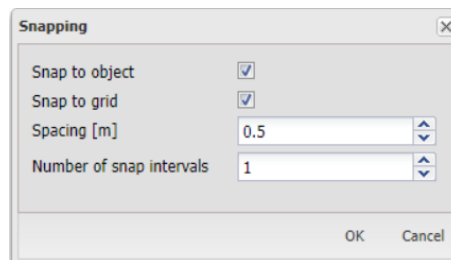 Snapping
Snap to object
Snap to grid
Spacing [m] 0.5
Number of snap intervals 1
OK Cancel